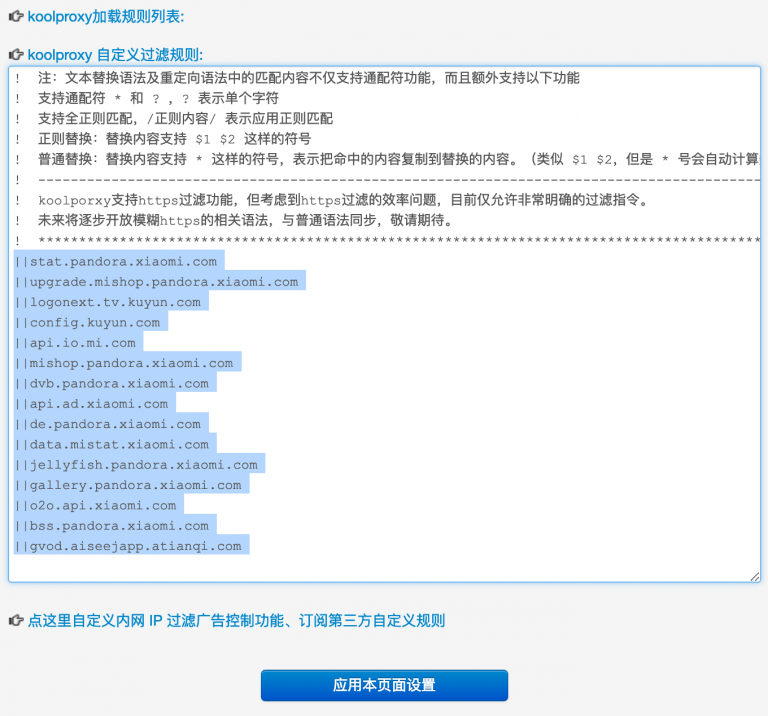 koolproxy加载规则列表:
koolproxy 自定义过滤规则:
! 注：文本替换语法及重定向语法中的匹配内容不仅支持通配符功能，而且额外支持以下功能
! 支持通配符 * 和 ? ，? 表示单个字符
! 支持全正则匹配，/正则内容/ 表示应用正则匹配
! 正则替换：替换内容支持 $1 $2 这样的符号
! 普通替换：替换内容支持 * 这样的符号，表示把命中的内容复制到替换的内容。（类似 $1 $2，但是 * 号会自动计算
! -----------------------------------------------------------------------------------------
! koolporxy支持https过滤功能，但考虑到https过滤的效率问题，目前仅允许非常明确的过滤指令。
! 未来将逐步开放模糊https的相关语法，与普通语法同步，敬请期待。
! *****************************************************************************************
||stat.pandora.xiaomi.com
||upgrade.mishop.pandora.xiaomi.com
||logonext.tv.kuyun.com
||config.kuyun.com
||api.io.mi.com
||mishop.pandora.xiaomi.com
||dvb.pandora.xiaomi.com
||api.ad.xiaomi.com
||de.pandora.xiaomi.com
||data.mistat.xiaomi.com
||jellyfish.pandora.xiaomi.com
||gallery.pandora.xiaomi.com
||o2o.api.xiaomi.com
||bss.pandora.xiaomi.com
||gvod.aiseejapp.atianqi.com
点这里自定义内网 IP 过滤广告控制功能、订阅第三方自定义规则
应用本页面设置